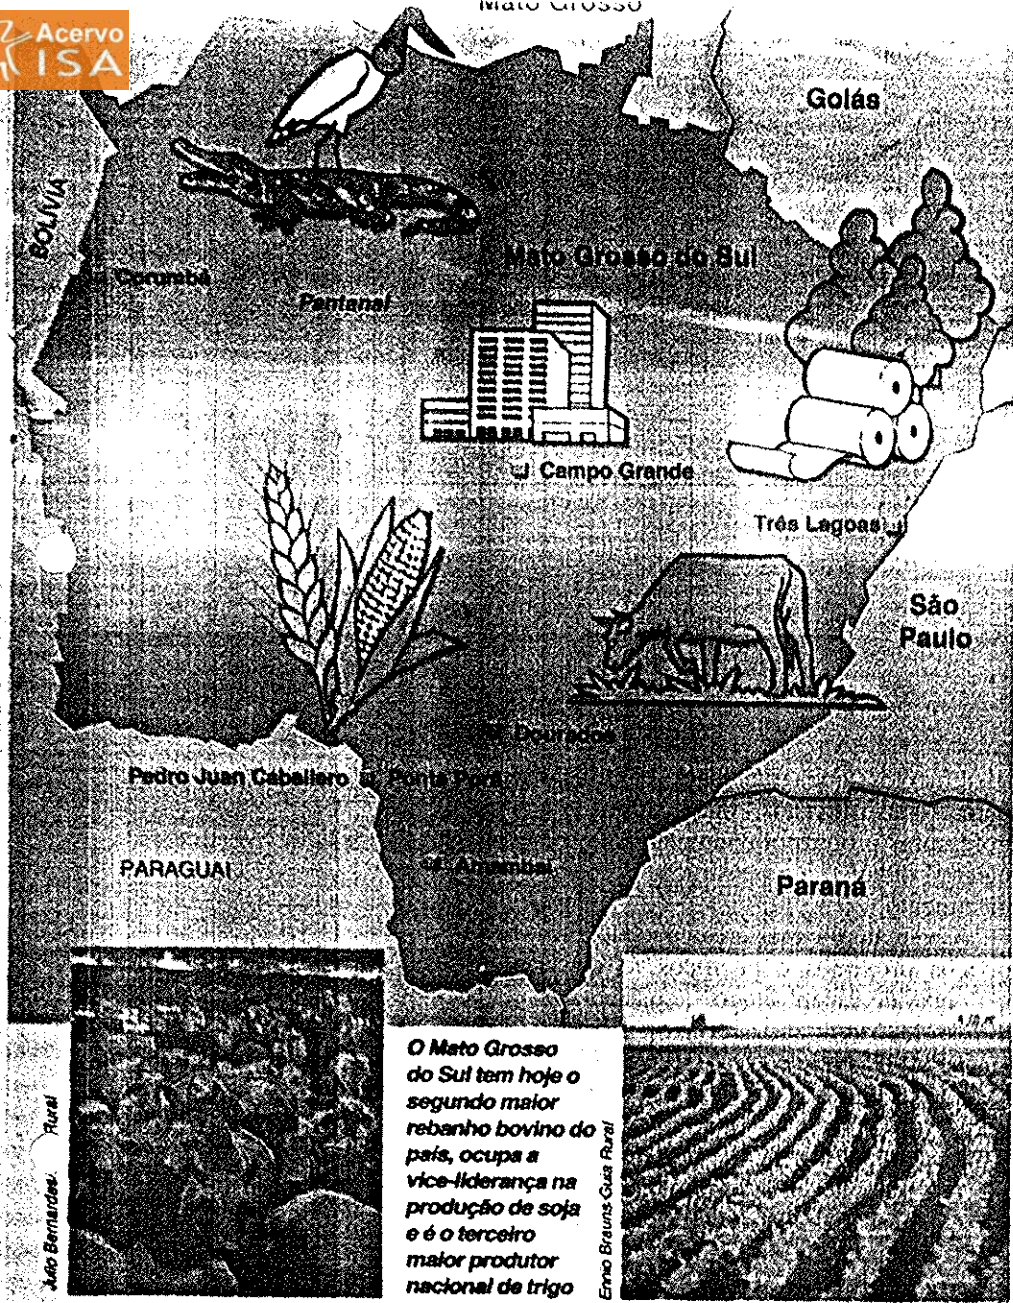 Mato Grosso
Acervo
ISA
Goiás
BOLÍVIA
Mato Grosso do Sul
Corumbá
Pantanal
Campo Grande
Três Lagoas
São
Paulo
Dourados
Pedro Juan Caballero
Ponta Porã
PARAGUAI
Amambai
Paraná
O Mato Grosso
do Sul tem hoje o
segundo maior
rebanho bovino do
país, ocupa a
vice-liderança na
produção de soja
e é o terceiro
maior produtor
nacional de trigo
Júlio Bernardes/ Rural
Ennio Brauns-Guia Rural